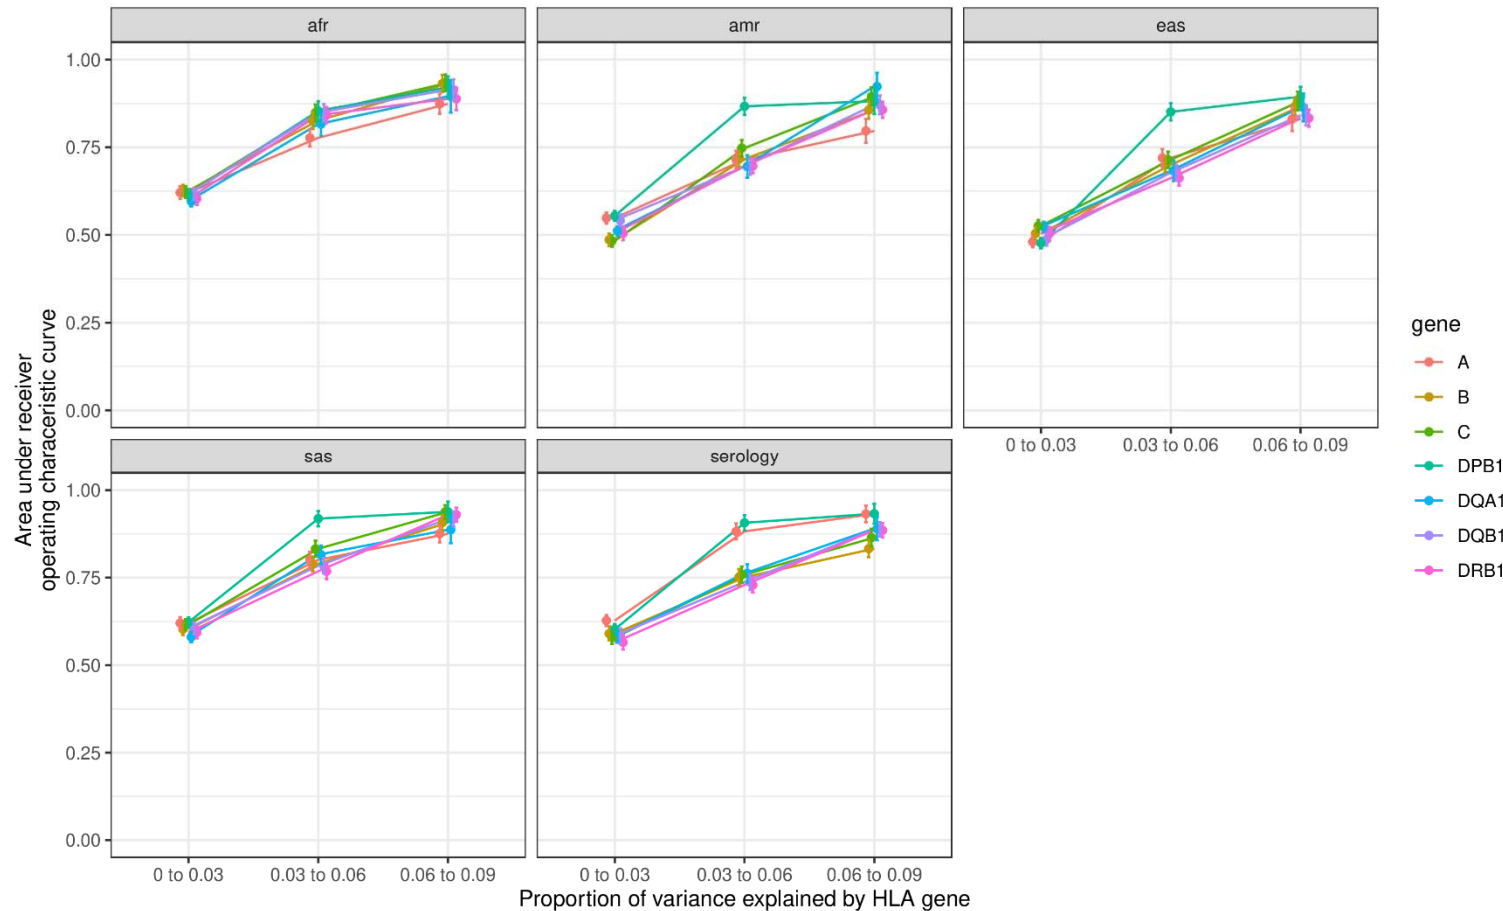 afr
amr
eas
1.00
0.75
0.50
0.25
0.00
0 to 0.03 0.03 to 0.06 0.06 to 0.09
sas
serology
1.00
0.75
0.50
0.25
0.00
0 to 0.03 0.03 to 0.06 0.06 to 0.09
0 to 0.03 0.03 to 0.06 0.06 to 0.09
Area under receiver
operating characeristic curve
Proportion of variance explained by HLA gene
gene
A
B
C
DPB1
DQA1
DQB1
DRB1